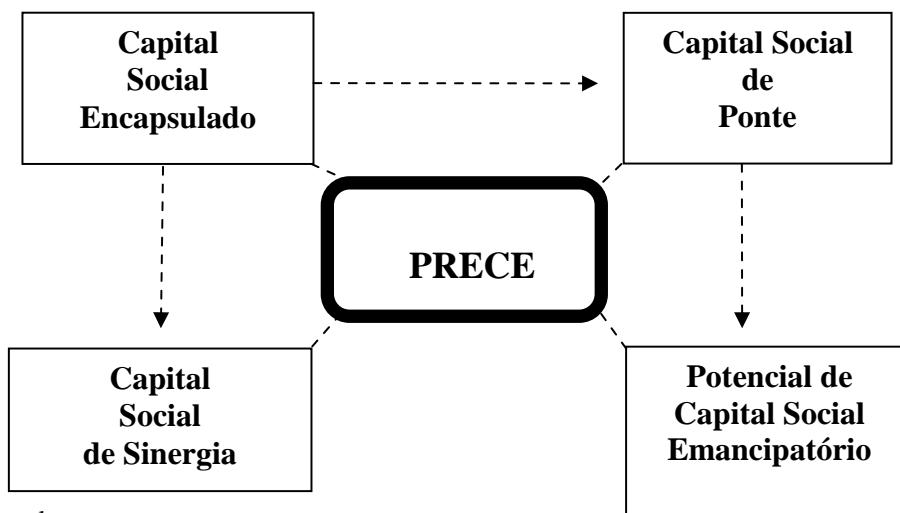 Capital
Social
Encapsulado
Capital Social
de
Ponte
PRECE
Capital
Social
de Sinergia
Potencial de
Capital Social
Emancipatório